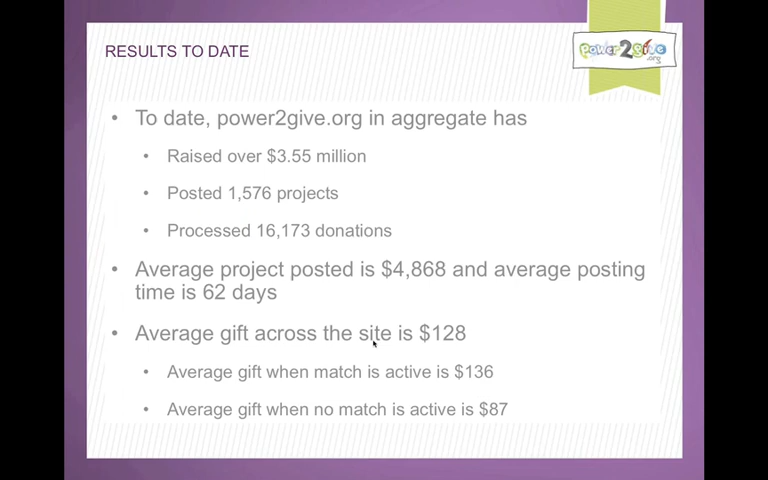 RESULTS TO DATE
power2give
.org
• To date, power2give.org in aggregate has
• Raised over $3.55 million
• Posted 1,576 projects
• Processed 16,173 donations
• Average project posted is $4,868 and average posting
time is 62 days
• Average gift across the site is $128
• Average gift when match is active is $136
• Average gift when no match is active is $87